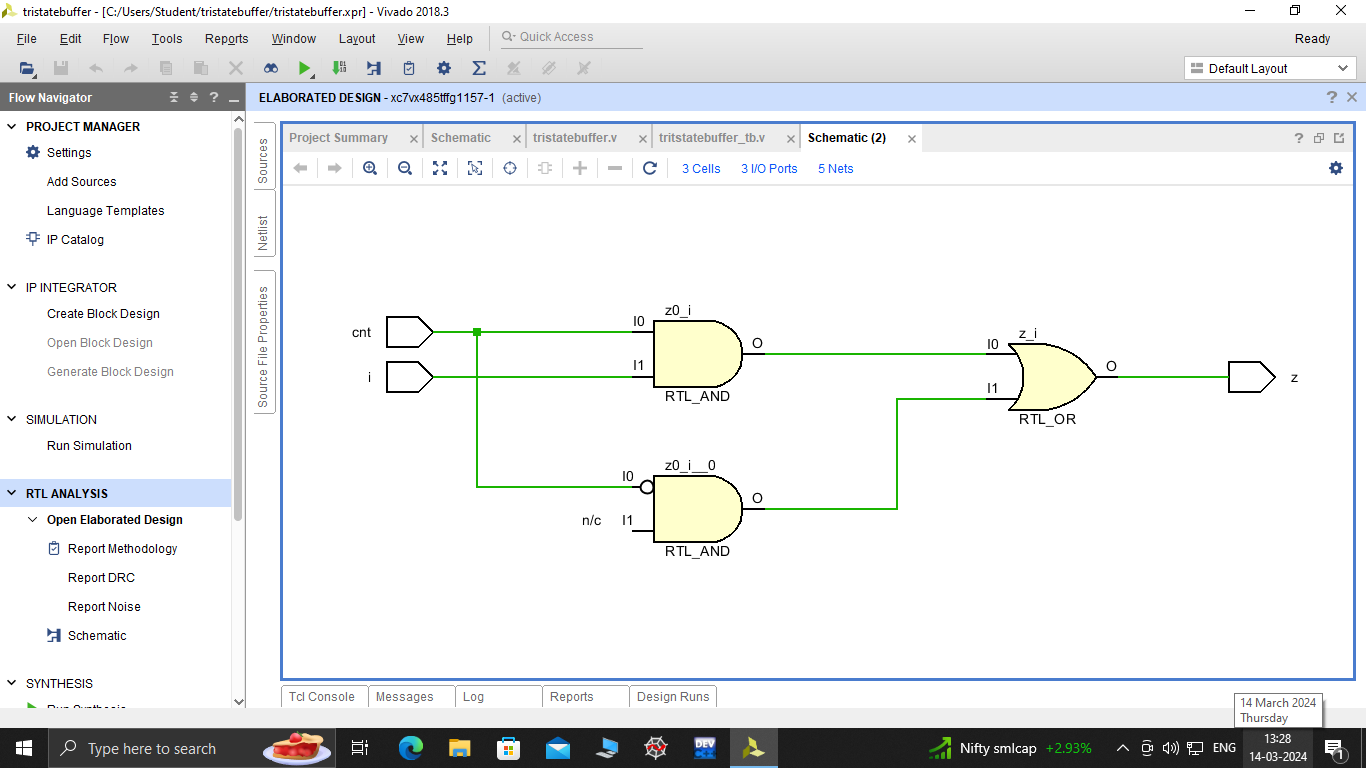 tristatebuffer - [C:/Users/Student/tristatebuffer/tristatebuffer.xpr] - Vivado 2018.3
File Edit Flow Tools Reports Window Layout View Help Quick Access Ready
Default Layout
Flow Navigator
ELABORATED DESIGN - xc7vx485tffg1157-1 (active)
PROJECT MANAGER
Settings
Add Sources
Language Templates
IP Catalog
IP INTEGRATOR
Create Block Design
Open Block Design
Generate Block Design
SIMULATION
Run Simulation
RTL ANALYSIS
Open Elaborated Design
Report Methodology
Report DRC
Report Noise
Schematic
SYNTHESIS
Sources
Netlist
Source File Properties
Project Summary Schematic tristatebuffer.v tritstatebuffer_tb.v Schematic (2)
3 Cells 3 I/O Ports 5 Nets
cnt
i
z0_i
I0
I1
O
RTL_AND
z0_i__0
I0
n/c I1
O
RTL_AND
z_i
I0
I1
O
RTL_OR
z
Tcl Console Messages Log Reports Design Runs
14 March 2024
Thursday
Type here to search
DEV
Nifty smlcap +2.93%
ENG
13:28
14-03-2024
1